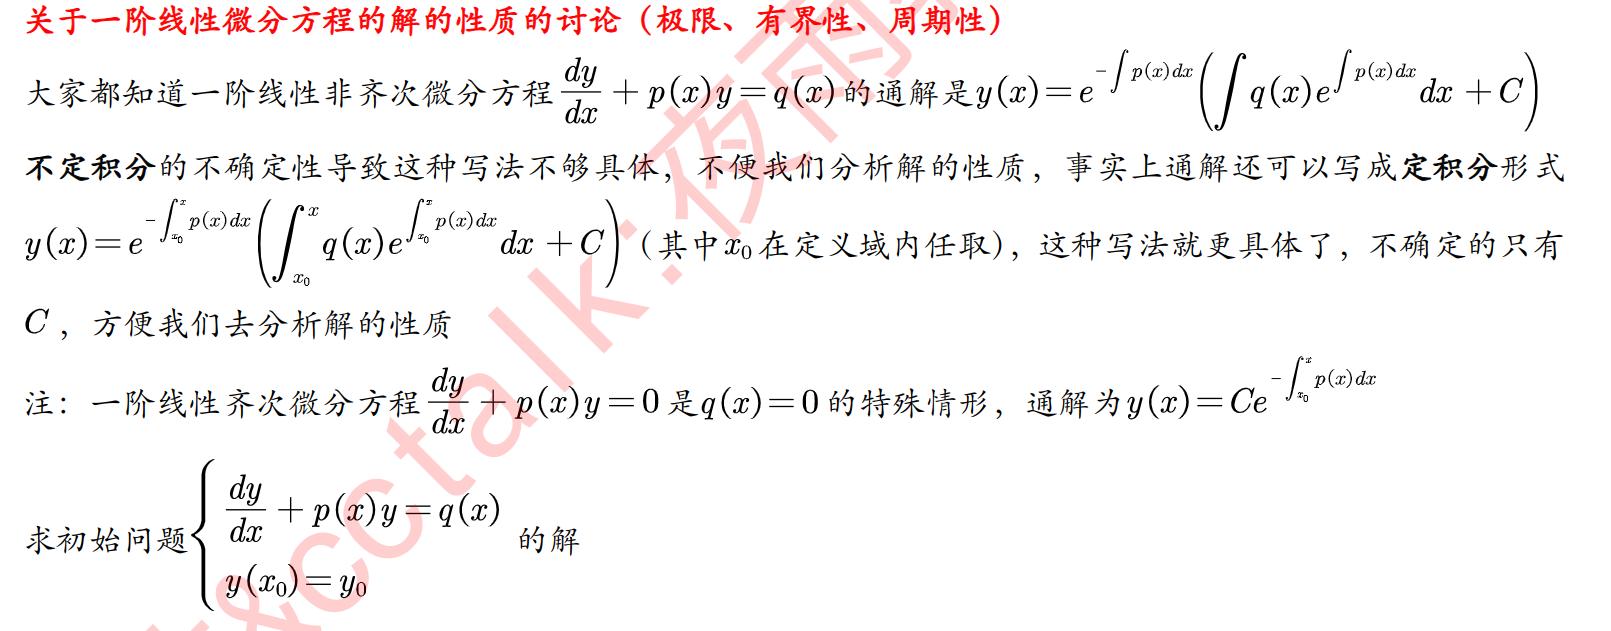 关于一阶线性微分方程的解的性质的讨论（极限、有界性、周期性）
大家都知道一阶线性非齐次微分方程 $\frac{dy}{dx}+p(x)y=q(x)$ 的通解是 $y(x)=e^{-\int p(x)dx}\left(\int q(x)e^{\int p(x)dx}dx+C\right)$
不定积分的不确定性导致这种写法不够具体，不便我们分析解的性质，事实上通解还可以写成定积分形式
$y(x)=e^{-\int_{x_0}^{x}p(x)dx}\left(\int_{x_0}^{x}q(x)e^{\int_{x_0}^{x}p(x)dx}dx+C\right)$（其中 $x_0$ 在定义域内任取），这种写法就更具体了，不确定的只有
$C$，方便我们去分析解的性质
注：一阶线性齐次微分方程 $\frac{dy}{dx}+p(x)y=0$ 是 $q(x)=0$ 的特殊情形，通解为 $y(x)=Ce^{-\int_{x_0}^{x}p(x)dx}$
求初始问题 $\begin{cases}\frac{dy}{dx}+p(x)y=q(x)\\y(x_0)=y_0\end{cases}$ 的解
&cctalk:夜雨